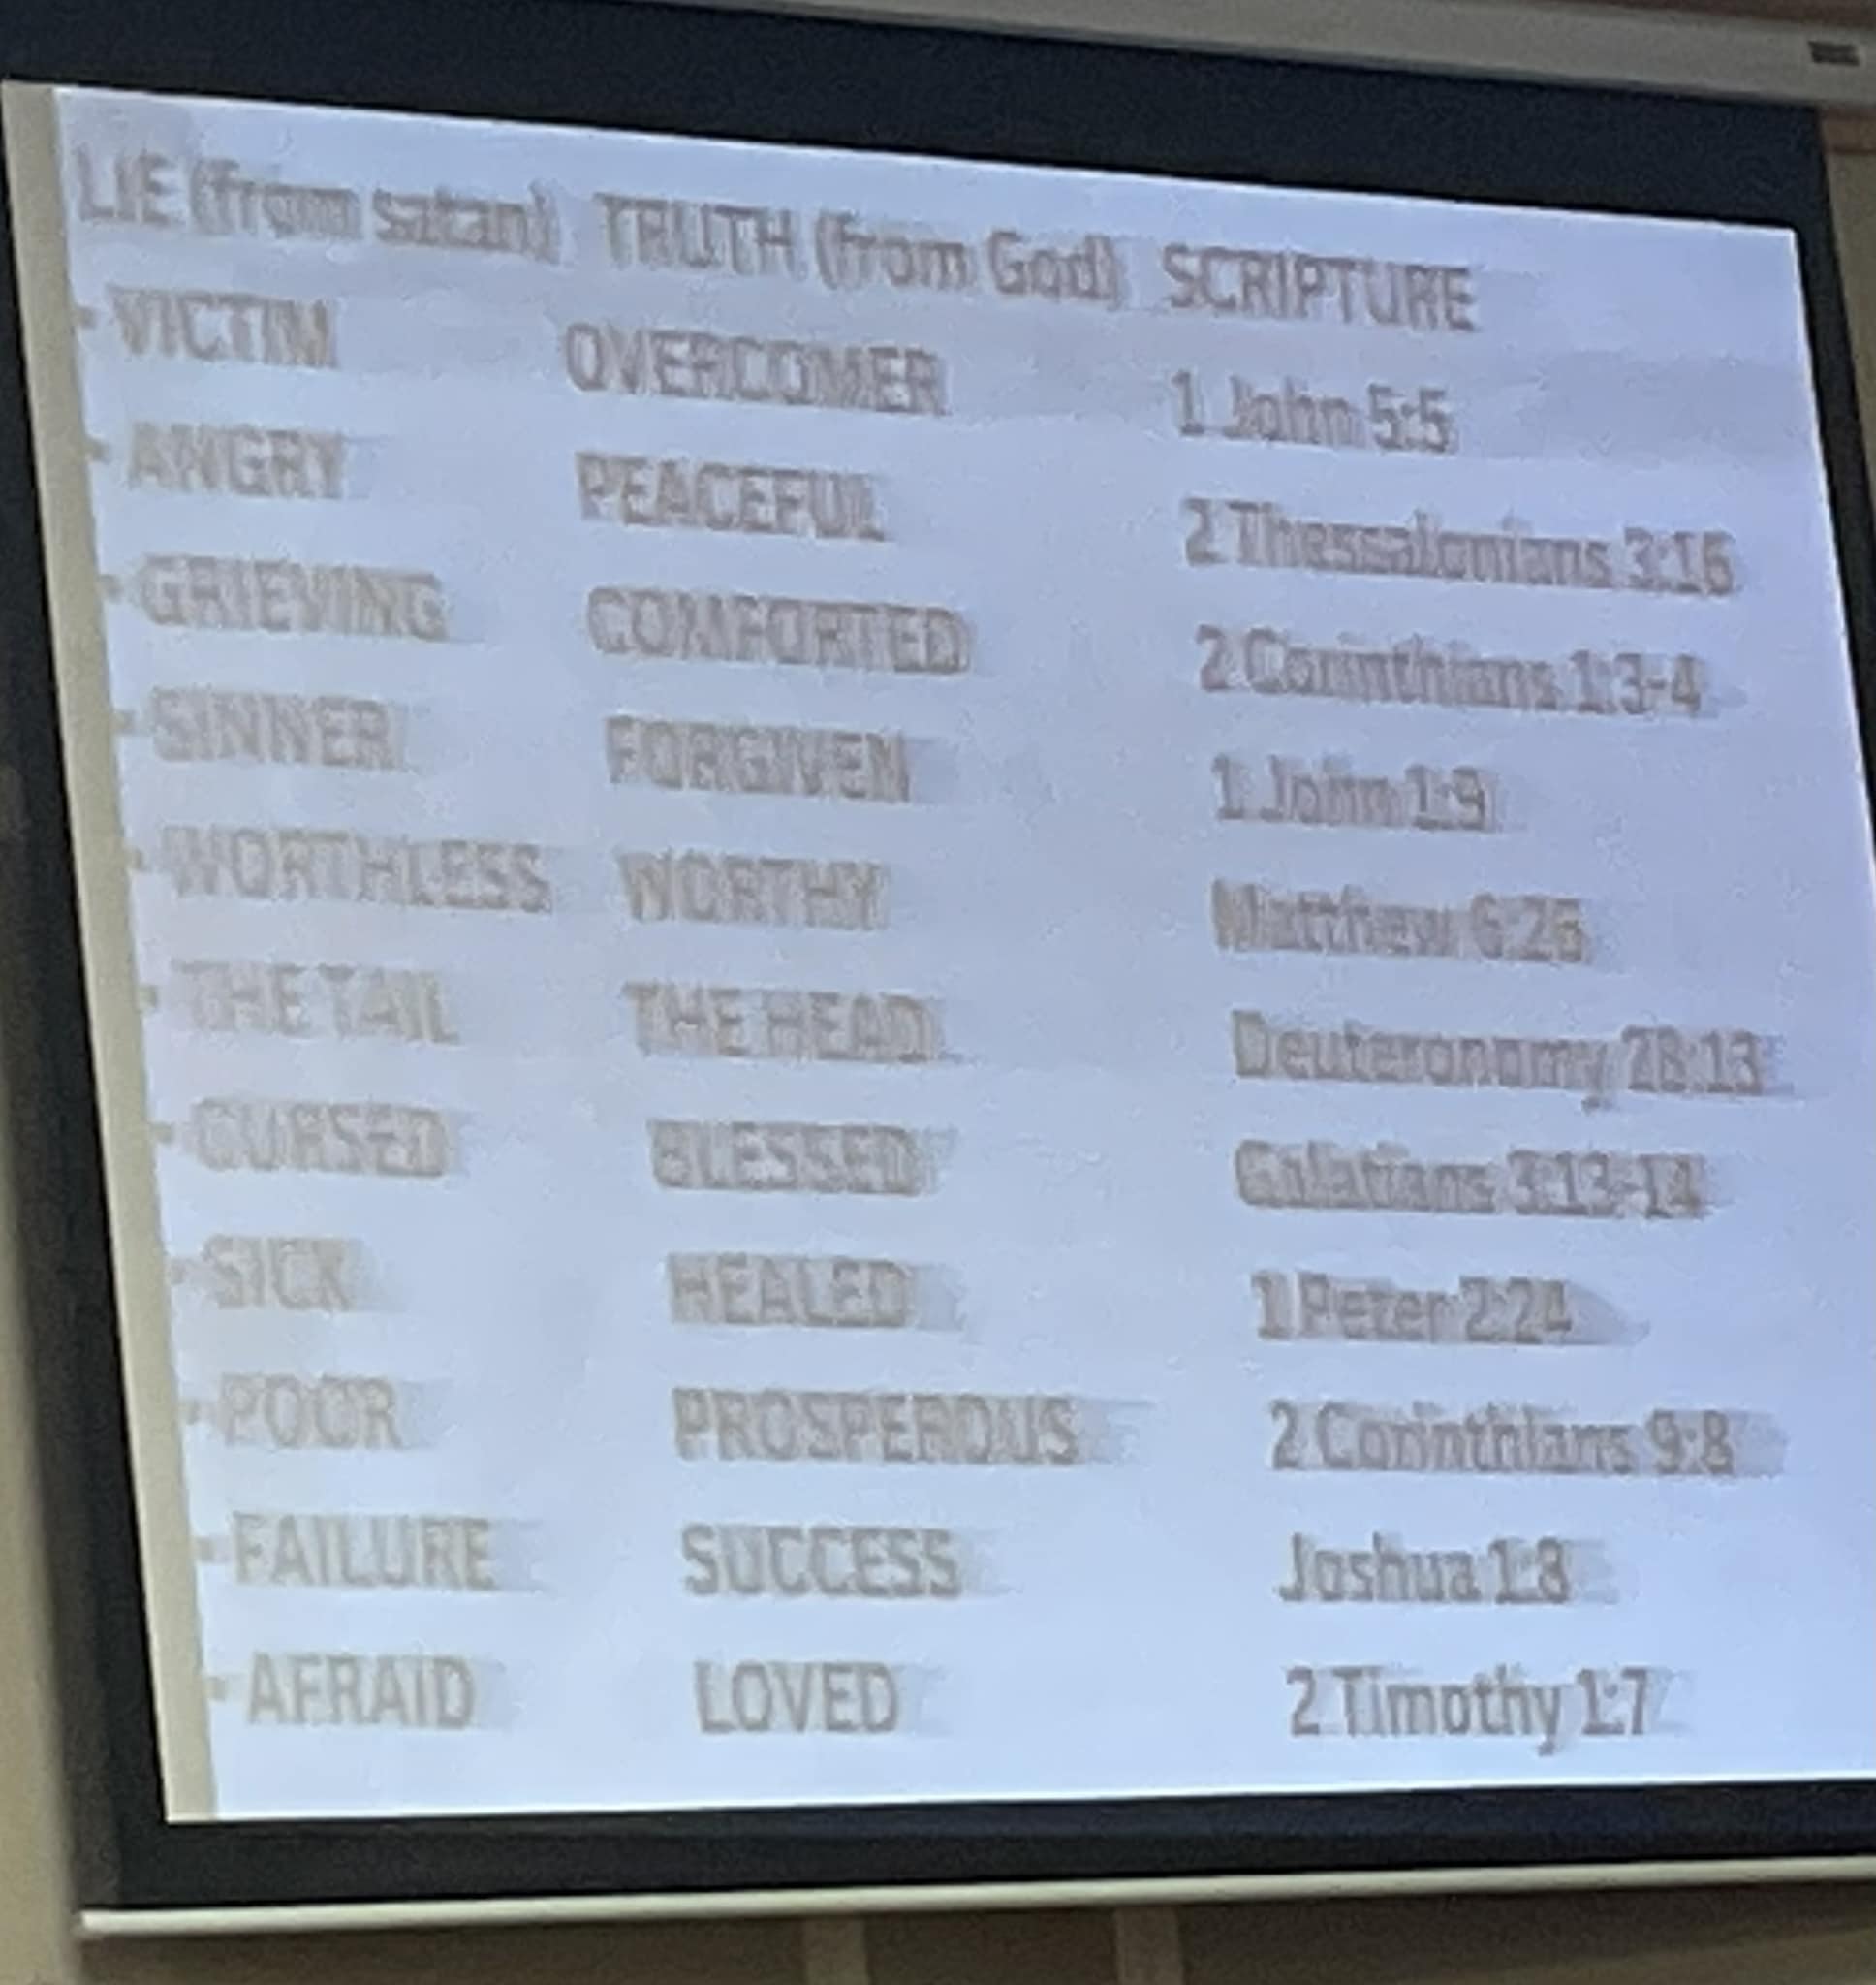 LIE (from satan) TRUTH (from God) SCRIPTURE
VICTIM OVERCOMER 1 John 5:5
ANGRY PEACEFUL 2 Thessalonians 3:16
GRIEVING COMFORTED 2 Corinthians 1:3-4
SINNER FORGIVEN 1 John 1:9
WORTHLESS WORTHY Matthew 6:26
THE TAIL THE HEAD Deuteronomy 28:13
CURSED BLESSED Galatians 3:13-14
SICK HEALED 1 Peter 2:24
POOR PROSPEROUS 2 Corinthians 9:8
FAILURE SUCCESS Joshua 1:8
AFRAID LOVED 2 Timothy 1:7